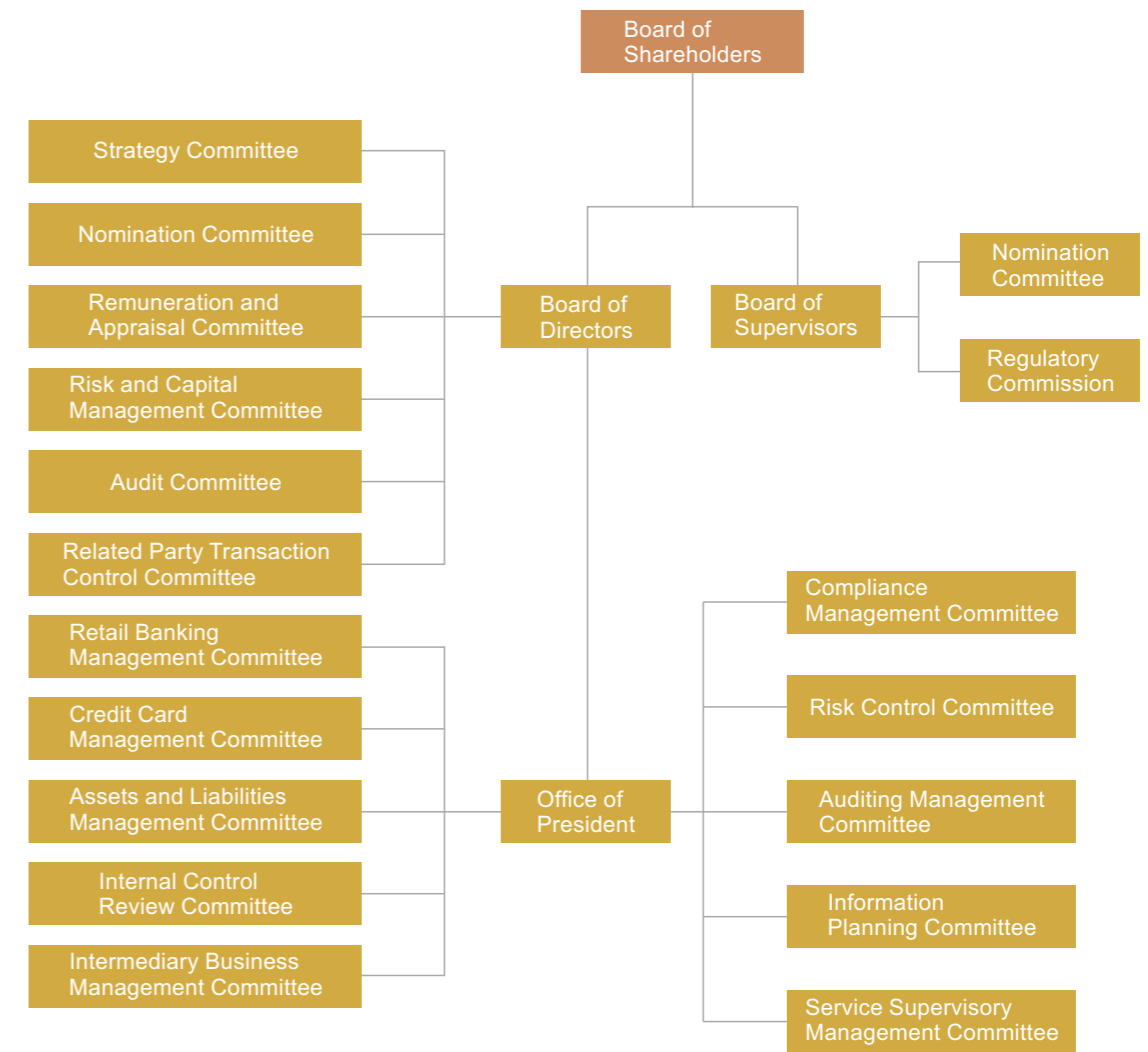 Board of
Shareholders
Strategy Committee
Nomination Committee
Remuneration and
Appraisal Committee
Risk and Capital
Management Committee
Audit Committee
Related Party Transaction
Control Committee
Board of
Directors
Board of
Supervisors
Nomination
Committee
Regulatory
Commission
Retail Banking
Management Committee
Credit Card
Management Committee
Assets and Liabilities
Management Committee
Internal Control
Review Committee
Intermediary Business
Management Committee
Office of
President
Compliance
Management Committee
Risk Control Committee
Auditing Management
Committee
Information
Planning Committee
Service Supervisory
Management Committee